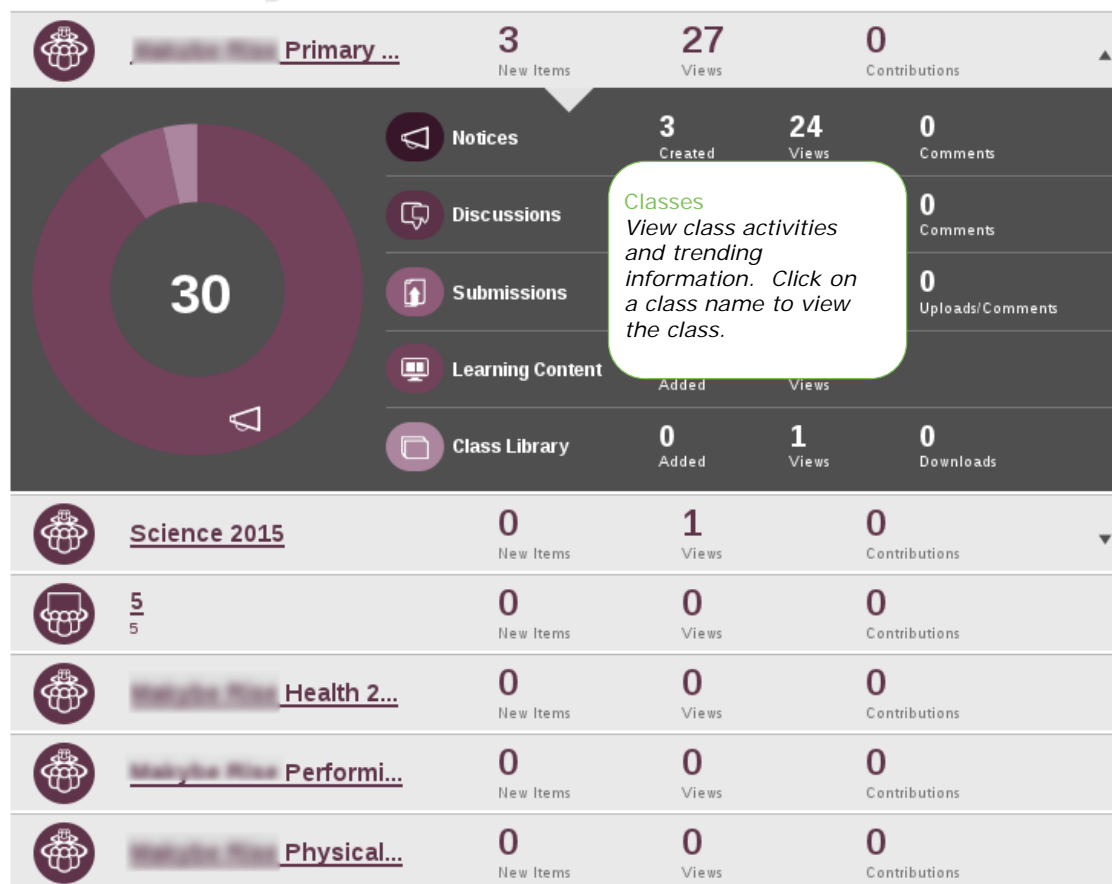 Primary ...
3 27 0
New Items Views Contributions
30
Notices
3 24 0
Created Views Comments
Discussions
0
Comments
Submissions
0
Uploads/Comments
Learning Content
Added Views
Class Library
0 1 0
Added Views Downloads
Classes
View class activities
and trending
information. Click on
a class name to view
the class.
Science 2015
0 1 0
New Items Views Contributions
5
5
0 0 0
New Items Views Contributions
Health 2...
0 0 0
New Items Views Contributions
Performi...
0 0 0
New Items Views Contributions
Physical...
0 0 0
New Items Views Contributions